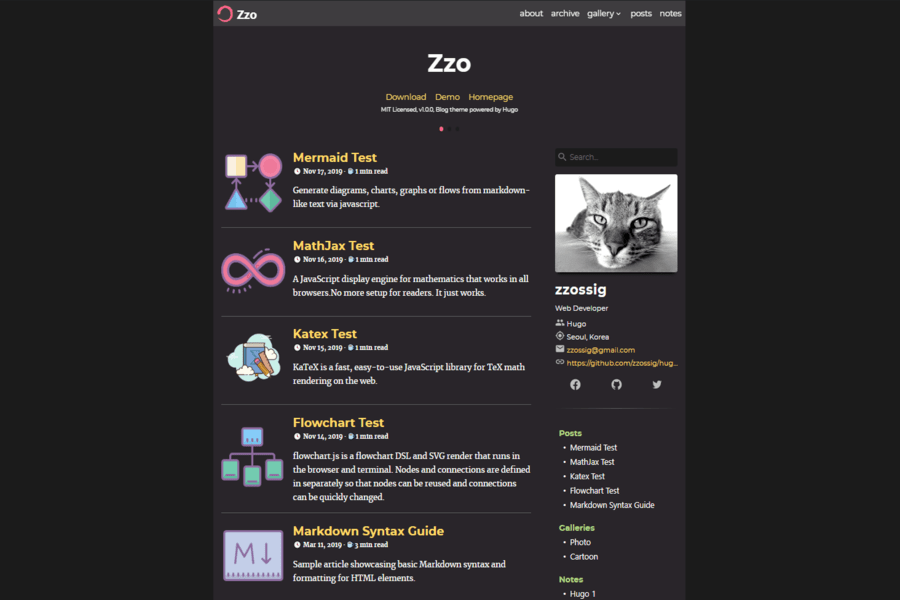 Zzo
about archive gallery posts notes
Zzo
Download Demo Homepage
MIT Licensed, v1.0.0, Blog theme powered by Hugo
Mermaid Test
Nov 17, 2019 · 1 min read
Generate diagrams, charts, graphs or flows from markdown-
like text via javascript.
MathJax Test
Nov 16, 2019 · 1 min read
A JavaScript display engine for mathematics that works in all
browsers.No more setup for readers. It just works.
Katex Test
Nov 15, 2019 · 1 min read
KaTeX is a fast, easy-to-use JavaScript library for TeX math
rendering on the web.
Flowchart Test
Nov 14, 2019 · 1 min read
flowchart.js is a flowchart DSL and SVG render that runs in
the browser and terminal. Nodes and connections are defined
in separately so that nodes can be reused and connections
can be quickly changed.
M
Markdown Syntax Guide
Mar 11, 2019 · 3 min read
Sample article showcasing basic Markdown syntax and
formatting for HTML elements.
Search...
zzossig
Web Developer
Hugo
Seoul, Korea
zzossig@gmail.com
https://github.com/zzossig/hug...
Posts
• Mermaid Test
• MathJax Test
• Katex Test
• Flowchart Test
• Markdown Syntax Guide
Galleries
• Photo
• Cartoon
Notes
• Hugo 1